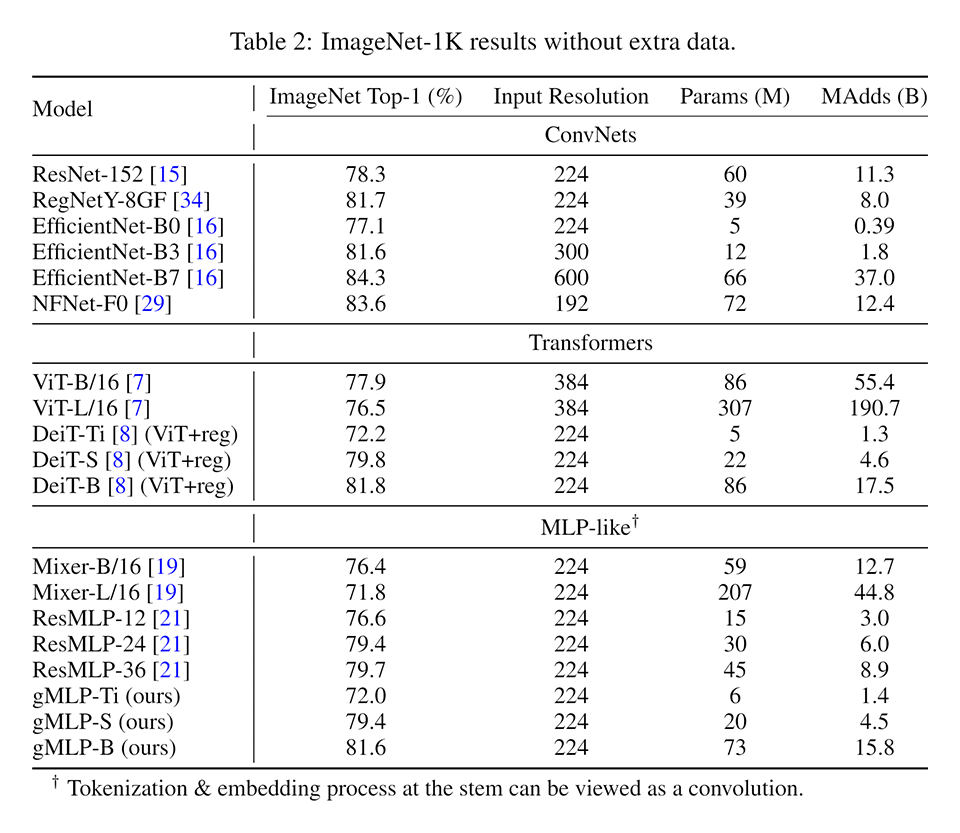 Table 2: ImageNet-1K results without extra data.
Model ImageNet Top-1 (%) Input Resolution Params (M) MAdds (B)
ConvNets
ResNet-152 [15] 78.3 224 60 11.3
RegNetY-8GF [34] 81.7 224 39 8.0
EfficientNet-B0 [16] 77.1 224 5 0.39
EfficientNet-B3 [16] 81.6 300 12 1.8
EfficientNet-B7 [16] 84.3 600 66 37.0
NFNet-F0 [29] 83.6 192 72 12.4
Transformers
ViT-B/16 [7] 77.9 384 86 55.4
ViT-L/16 [7] 76.5 384 307 190.7
DeiT-Ti [8] (ViT+reg) 72.2 224 5 1.3
DeiT-S [8] (ViT+reg) 79.8 224 22 4.6
DeiT-B [8] (ViT+reg) 81.8 224 86 17.5
MLP-like†
Mixer-B/16 [19] 76.4 224 59 12.7
Mixer-L/16 [19] 71.8 224 207 44.8
ResMLP-12 [21] 76.6 224 15 3.0
ResMLP-24 [21] 79.4 224 30 6.0
ResMLP-36 [21] 79.7 224 45 8.9
gMLP-Ti (ours) 72.0 224 6 1.4
gMLP-S (ours) 79.4 224 20 4.5
gMLP-B (ours) 81.6 224 73 15.8
† Tokenization & embedding process at the stem can be viewed as a convolution.